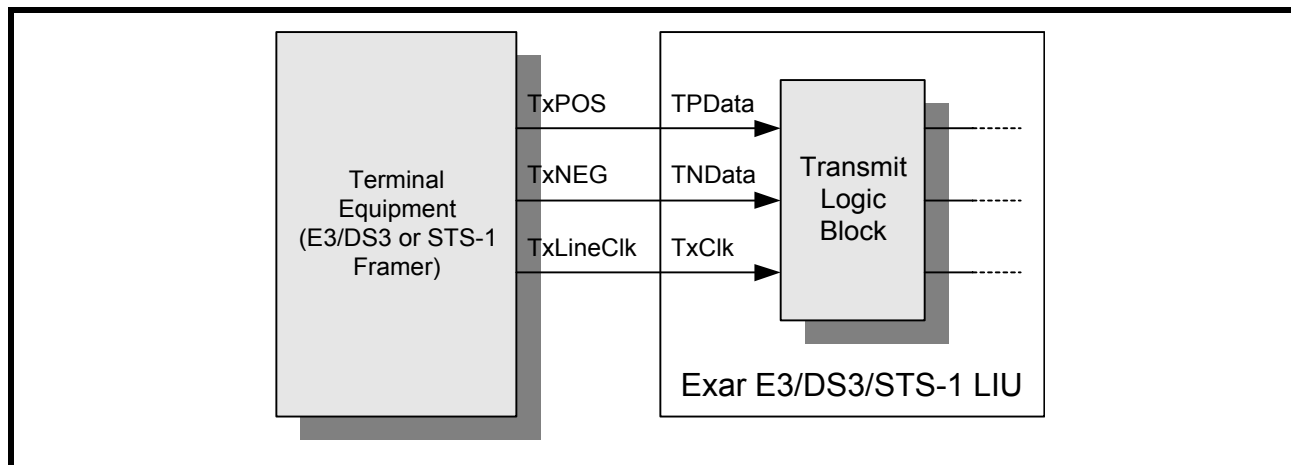 TxPOS
TPData
TxNEG
TNData
TxLineClk
TxClk
Terminal
Equipment
(E3/DS3 or STS-1
Framer)
Transmit
Logic
Block
Exar E3/DS3/STS-1 LIU